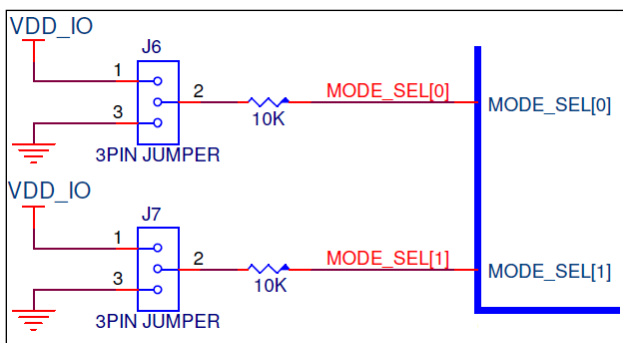 VDD_IO
J6
1
2
MODE_SEL[0]
MODE_SEL[0]
3
10K
3PIN JUMPER
VDD_IO
J7
1
2
MODE_SEL[1]
MODE_SEL[1]
3
10K
3PIN JUMPER